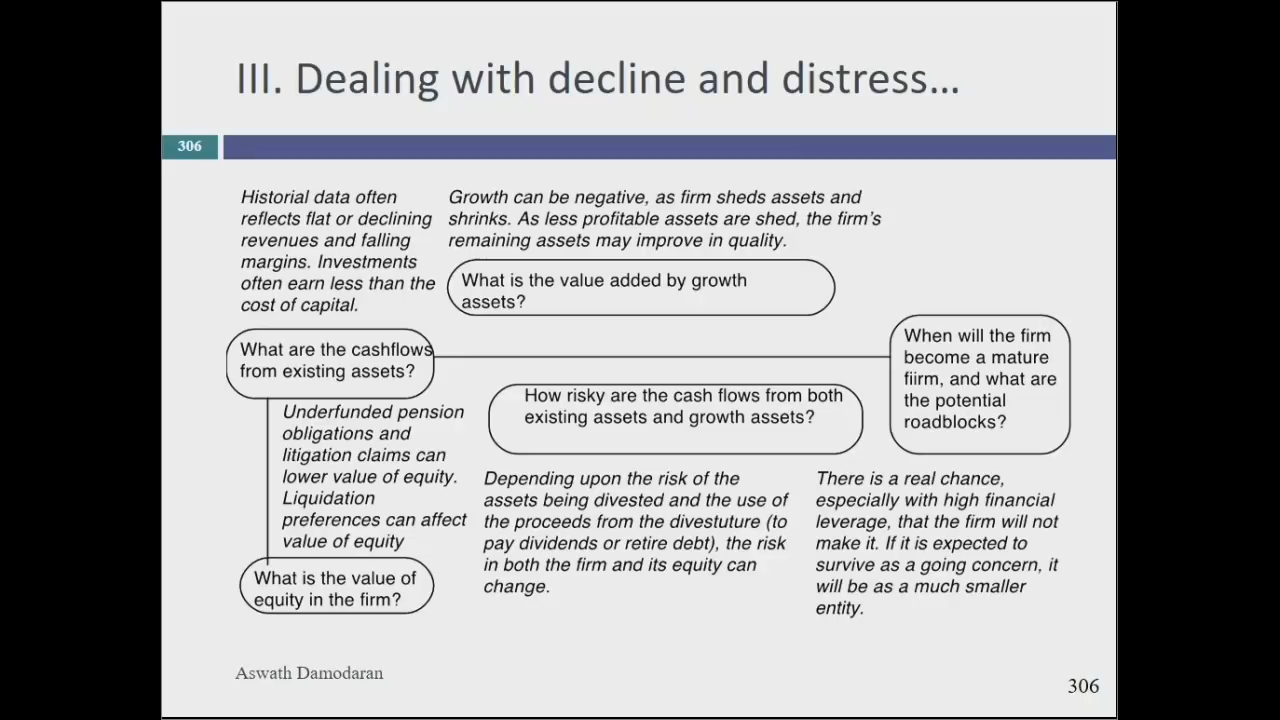 III. Dealing with decline and distress…
306
Historial data often
reflects flat or declining
revenues and falling
margins. Investments
often earn less than the
cost of capital.
Growth can be negative, as firm sheds assets and
shrinks. As less profitable assets are shed, the firm's
remaining assets may improve in quality.
What is the value added by growth
assets?
What are the cashflows
from existing assets?
When will the firm
become a mature
fiirm, and what are
the potential
roadblocks?
How risky are the cash flows from both
existing assets and growth assets?
Underfunded pension
obligations and
litigation claims can
lower value of equity.
Liquidation
preferences can affect
value of equity
Depending upon the risk of the
assets being divested and the use of
the proceeds from the divestuture (to
pay dividends or retire debt), the risk
in both the firm and its equity can
change.
There is a real chance,
especially with high financial
leverage, that the firm will not
make it. If it is expected to
survive as a going concern, it
will be as a much smaller
entity.
What is the value of
equity in the firm?
Aswath Damodaran
306